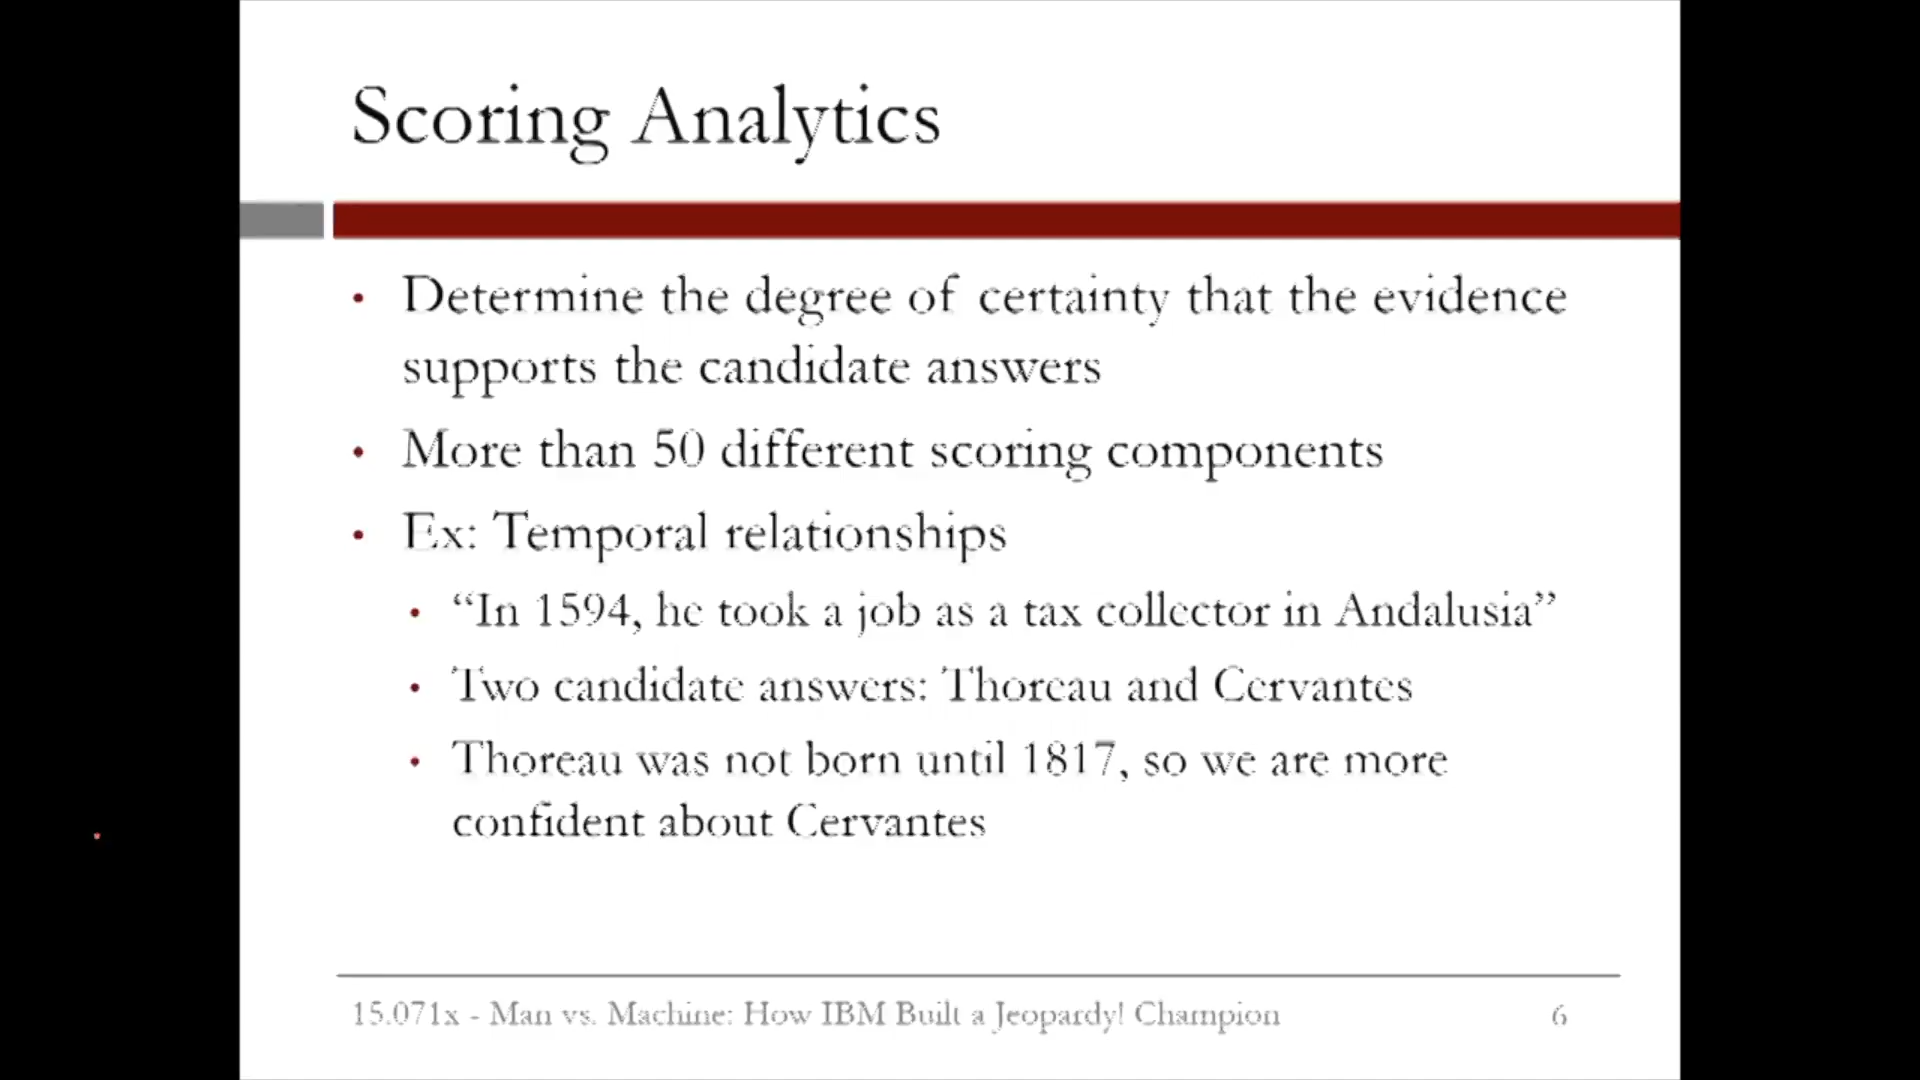 Scoring Analytics
• Determine the degree of certainty that the evidence
supports the candidate answers
• More than 50 different scoring components
• Ex: Temporal relationships
• “In 1594, he took a job as a tax collector in Andalusia”
• Two candidate answers: Thoreau and Cervantes
• Thoreau was not born until 1817, so we are more
confident about Cervantes
15.071x - Man vs. Machine: How IBM Built a Jeopardy! Champion 6